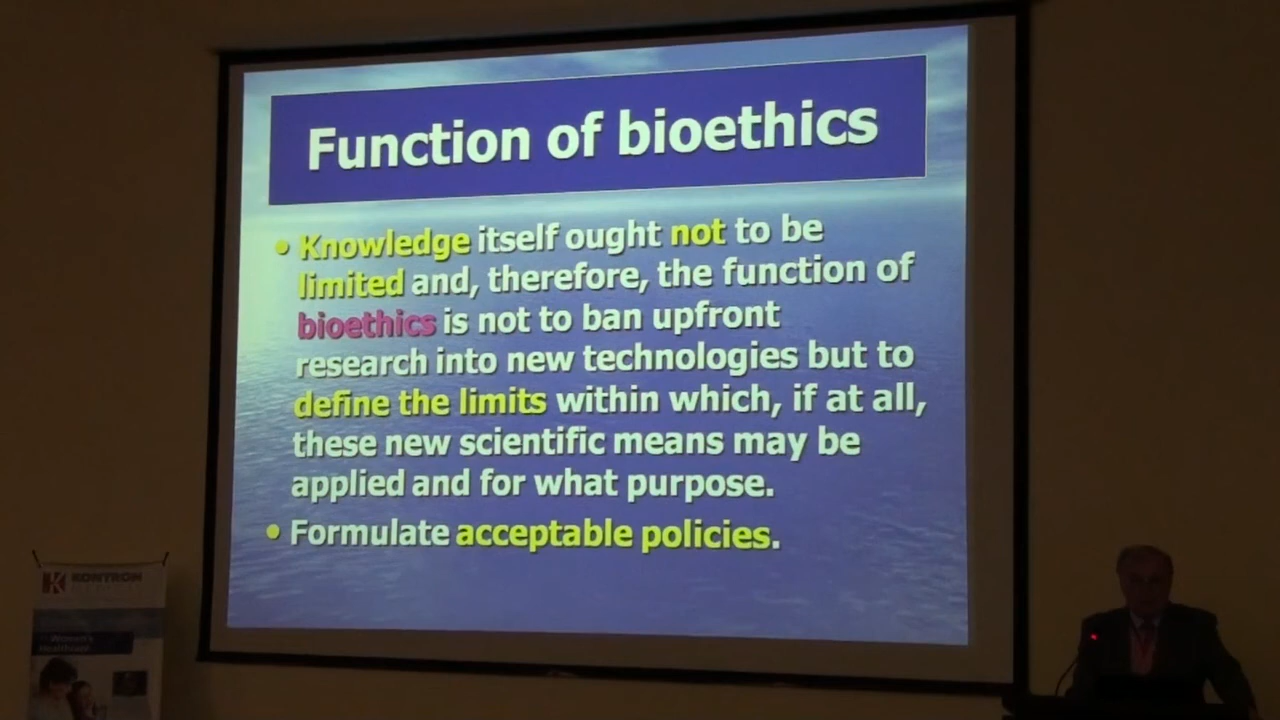 Function of bioethics
• Knowledge itself ought not to be
limited and, therefore, the function of
bioethics is not to ban upfront
research into new technologies but to
define the limits within which, if at all,
these new scientific means may be
applied and for what purpose.
• Formulate acceptable policies.
KONTRON
Women's
Healthcare